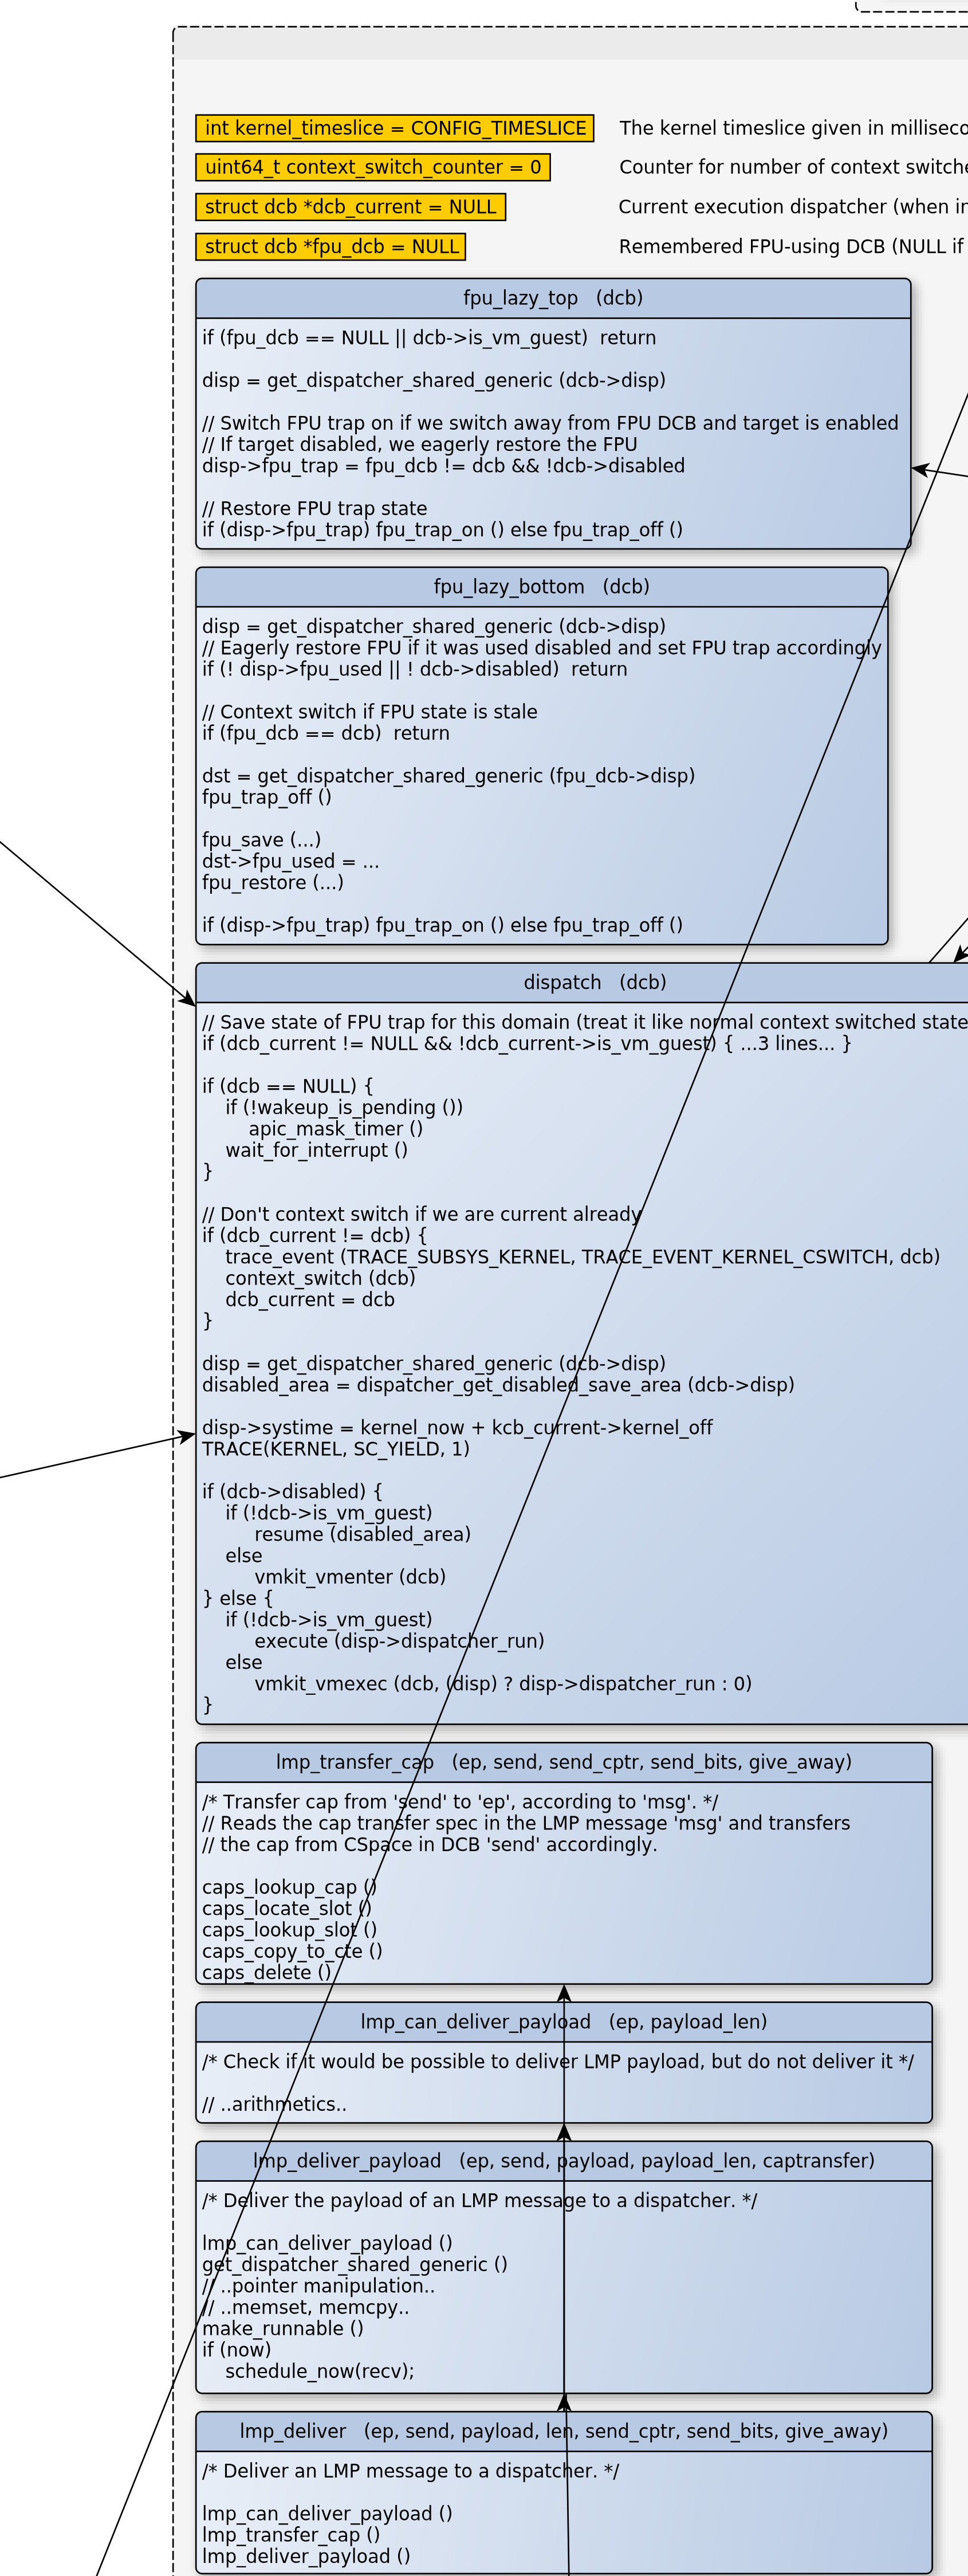 int kernel_timeslice = CONFIG_TIMESLICE The kernel timeslice given in milliseco
uint64_t context_switch_counter = 0 Counter for number of context switche
struct dcb *dcb_current = NULL Current execution dispatcher (when in
struct dcb *fpu_dcb = NULL Remembered FPU-using DCB (NULL if
fpu_lazy_top (dcb)
if (fpu_dcb == NULL || dcb->is_vm_guest) return
disp = get_dispatcher_shared_generic (dcb->disp)
// Switch FPU trap on if we switch away from FPU DCB and target is enabled
// If target disabled, we eagerly restore the FPU
disp->fpu_trap = fpu_dcb != dcb && !dcb->disabled
// Restore FPU trap state
if (disp->fpu_trap) fpu_trap_on () else fpu_trap_off ()
fpu_lazy_bottom (dcb)
disp = get_dispatcher_shared_generic (dcb->disp)
// Eagerly restore FPU if it was used disabled and set FPU trap accordingly
if (! disp->fpu_used || ! dcb->disabled) return
// Context switch if FPU state is stale
if (fpu_dcb == dcb) return
dst = get_dispatcher_shared_generic (fpu_dcb->disp)
fpu_trap_off ()
fpu_save (...)
dst->fpu_used = ...
fpu_restore (...)
if (disp->fpu_trap) fpu_trap_on () else fpu_trap_off ()
dispatch (dcb)
// Save state of FPU trap for this domain (treat it like normal context switched state
if (dcb_current != NULL && !dcb_current->is_vm_guest) { ...3 lines... }
if (dcb == NULL) {
if (!wakeup_is_pending ())
apic_mask_timer ()
wait_for_interrupt ()
}
// Don't context switch if we are current already
if (dcb_current != dcb) {
trace_event (TRACE_SUBSYS_KERNEL, TRACE_EVENT_KERNEL_CSWITCH, dcb)
context_switch (dcb)
dcb_current = dcb
}
disp = get_dispatcher_shared_generic (dcb->disp)
disabled_area = dispatcher_get_disabled_save_area (dcb->disp)
disp->systime = kernel_now + kcb_current->kernel_off
TRACE(KERNEL, SC_YIELD, 1)
if (dcb->disabled) {
if (!dcb->is_vm_guest)
resume (disabled_area)
else
vmkit_vmenter (dcb)
} else {
if (!dcb->is_vm_guest)
execute (disp->dispatcher_run)
else
vmkit_vmexec (dcb, (disp) ? disp->dispatcher_run : 0)
}
lmp_transfer_cap (ep, send, send_cptr, send_bits, give_away)
/* Transfer cap from 'send' to 'ep', according to 'msg'. */
// Reads the cap transfer spec in the LMP message 'msg' and transfers
// the cap from CSpace in DCB 'send' accordingly.
caps_lookup_cap ()
caps_locate_slot ()
caps_lookup_slot ()
caps_copy_to_cte ()
caps_delete ()
lmp_can_deliver_payload (ep, payload_len)
/* Check if it would be possible to deliver LMP payload, but do not deliver it */
// ..arithmetics..
lmp_deliver_payload (ep, send, payload, payload_len, captransfer)
/* Deliver the payload of an LMP message to a dispatcher. */
lmp_can_deliver_payload ()
get_dispatcher_shared_generic ()
// ..pointer manipulation..
// ..memset, memcpy..
make_runnable ()
if (now)
schedule_now(recv);
lmp_deliver (ep, send, payload, len, send_cptr, send_bits, give_away)
/* Deliver an LMP message to a dispatcher. */
lmp_can_deliver_payload ()
lmp_transfer_cap ()
lmp_deliver_payload ()